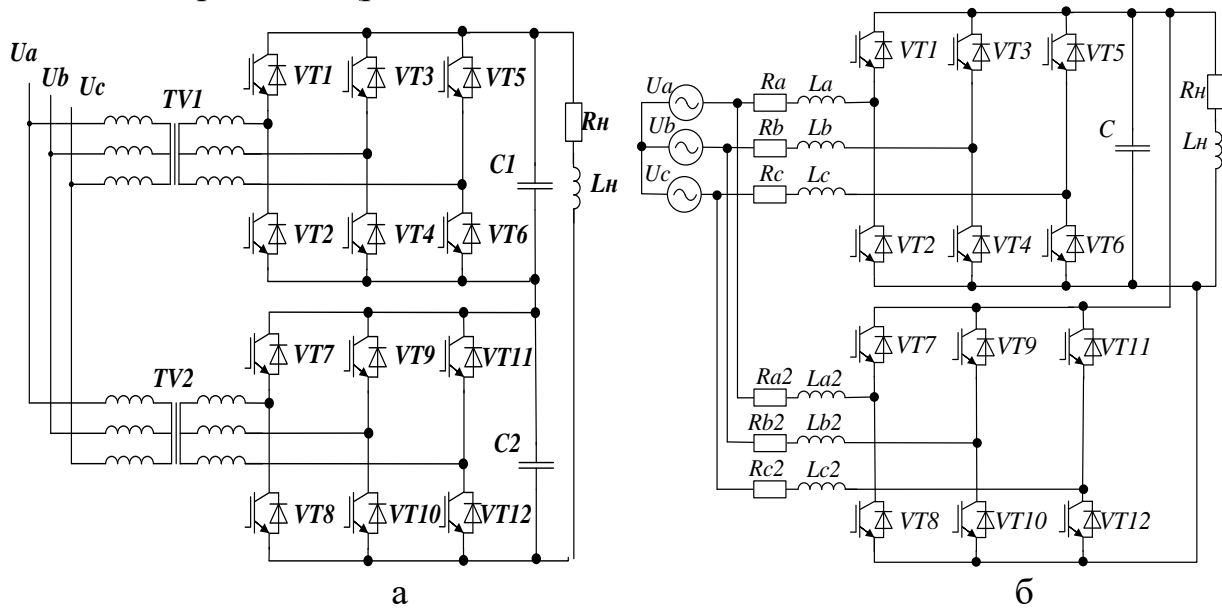 Ua
Ub
Uc
TV1
VT1
VT3
VT5
Rн
C1
Lн
VT2
VT4
VT6
TV2
VT7
VT9
VT11
C2
VT8
VT10
VT12
а
Ua
Ub
Uc
Ra
La
Rb
Lb
Rc
Lc
VT1
VT3
VT5
Rн
C
Lн
VT2
VT4
VT6
VT7
VT9
VT11
Ra2
La2
Rb2
Lb2
Rc2
Lc2
VT8
VT10
VT12
б